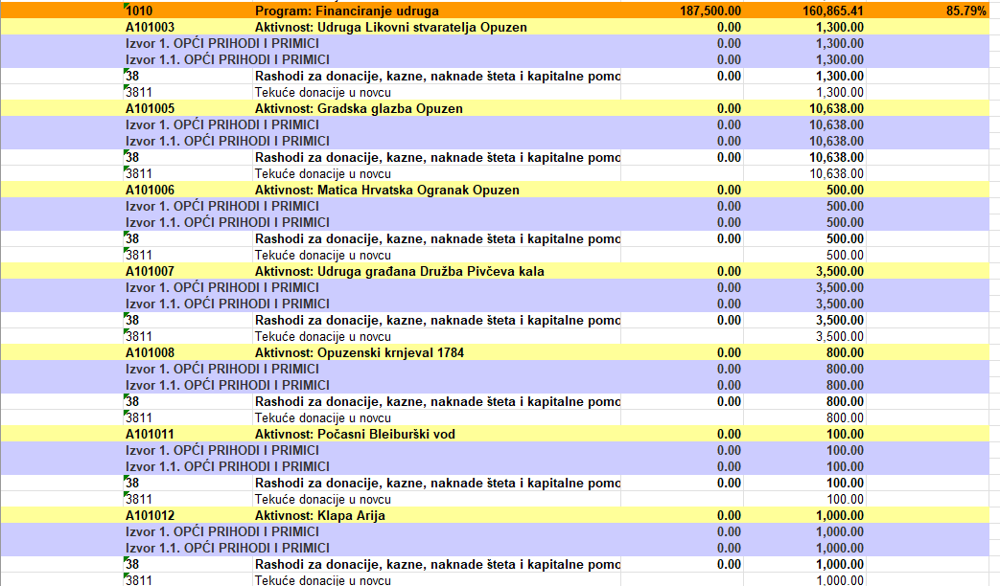 1010 Program: Financiranje udruga 187,500.00 160,865.41 85.79%
A101003 Aktivnost: Udruga Likovni stvaratelja Opuzen 0.00 1,300.00
Izvor 1. OPĆI PRIHODI I PRIMICI 0.00 1,300.00
Izvor 1.1. OPĆI PRIHODI I PRIMICI 0.00 1,300.00
38 Rashodi za donacije, kazne, naknade šteta i kapitalne pomo 0.00 1,300.00
3811 Tekuće donacije u novcu 1,300.00
A101005 Aktivnost: Gradska glazba Opuzen 0.00 10,638.00
Izvor 1. OPĆI PRIHODI I PRIMICI 0.00 10,638.00
Izvor 1.1. OPĆI PRIHODI I PRIMICI 0.00 10,638.00
38 Rashodi za donacije, kazne, naknade šteta i kapitalne pomo 0.00 10,638.00
3811 Tekuće donacije u novcu 10,638.00
A101006 Aktivnost: Matica Hrvatska Ogranak Opuzen 0.00 500.00
Izvor 1. OPĆI PRIHODI I PRIMICI 0.00 500.00
Izvor 1.1. OPĆI PRIHODI I PRIMICI 0.00 500.00
38 Rashodi za donacije, kazne, naknade šteta i kapitalne pomo 0.00 500.00
3811 Tekuće donacije u novcu 500.00
A101007 Aktivnost: Udruga građana Družba Pivčeva kala 0.00 3,500.00
Izvor 1. OPĆI PRIHODI I PRIMICI 0.00 3,500.00
Izvor 1.1. OPĆI PRIHODI I PRIMICI 0.00 3,500.00
38 Rashodi za donacije, kazne, naknade šteta i kapitalne pomo 0.00 3,500.00
3811 Tekuće donacije u novcu 3,500.00
A101008 Aktivnost: Opuzenski krnjeval 1784 0.00 800.00
Izvor 1. OPĆI PRIHODI I PRIMICI 0.00 800.00
Izvor 1.1. OPĆI PRIHODI I PRIMICI 0.00 800.00
38 Rashodi za donacije, kazne, naknade šteta i kapitalne pomo 0.00 800.00
3811 Tekuće donacije u novcu 800.00
A101011 Aktivnost: Počasni Bleiburški vod 0.00 100.00
Izvor 1. OPĆI PRIHODI I PRIMICI 0.00 100.00
Izvor 1.1. OPĆI PRIHODI I PRIMICI 0.00 100.00
38 Rashodi za donacije, kazne, naknade šteta i kapitalne pomo 0.00 100.00
3811 Tekuće donacije u novcu 100.00
A101012 Aktivnost: Klapa Arija 0.00 1,000.00
Izvor 1. OPĆI PRIHODI I PRIMICI 0.00 1,000.00
Izvor 1.1. OPĆI PRIHODI I PRIMICI 0.00 1,000.00
38 Rashodi za donacije, kazne, naknade šteta i kapitalne pomo 0.00 1,000.00
3811 Tekuće donacije u novcu 1,000.00